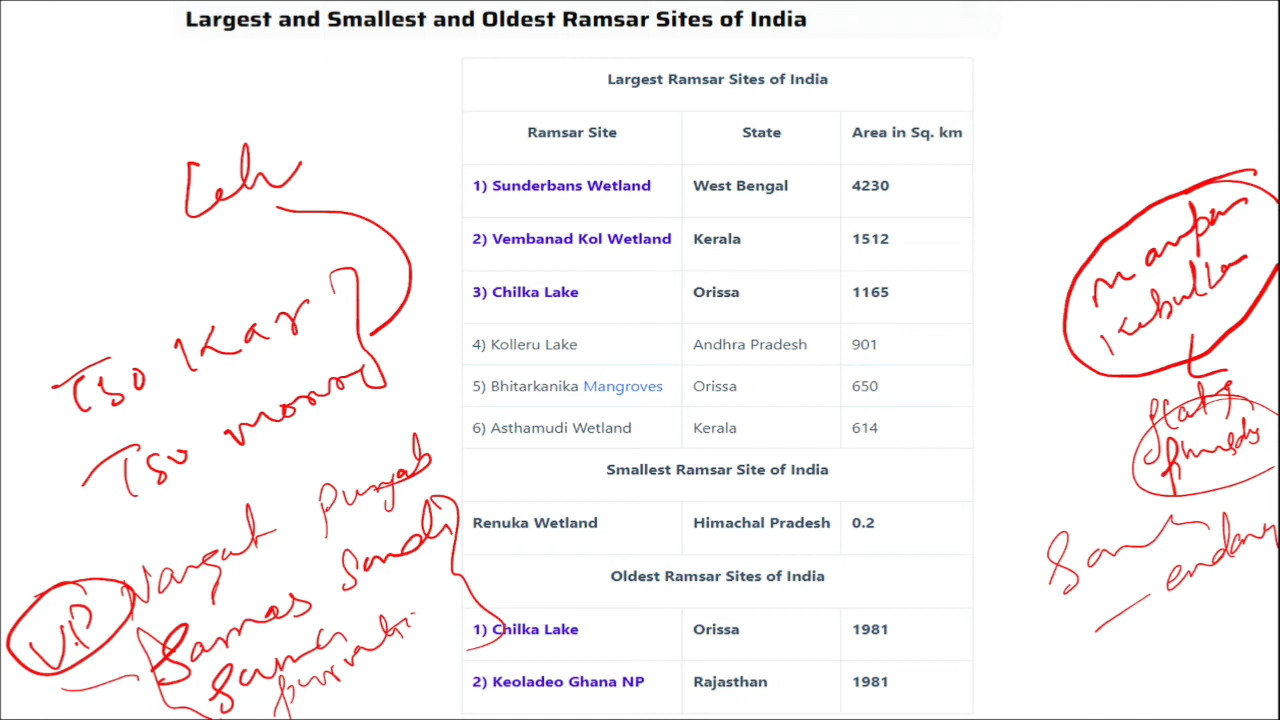 Largest and Smallest and Oldest Ramsar Sites of India
Largest Ramsar Sites of India
Ramsar Site State Area in Sq. km
1) Sunderbans Wetland West Bengal 4230
2) Vembanad Kol Wetland Kerala 1512
3) Chilka Lake Orissa 1165
4) Kolleru Lake Andhra Pradesh 901
5) Bhitarkanika Mangroves Orissa 650
6) Asthamudi Wetland Kerala 614
Smallest Ramsar Site of India
Renuka Wetland Himachal Pradesh 0.2
Oldest Ramsar Sites of India
1) Chilka Lake Orissa 1981
2) Keoladeo Ghana NP Rajasthan 1981
Leh
Tso Kar
Tso
Punjab
Sandi
U.P